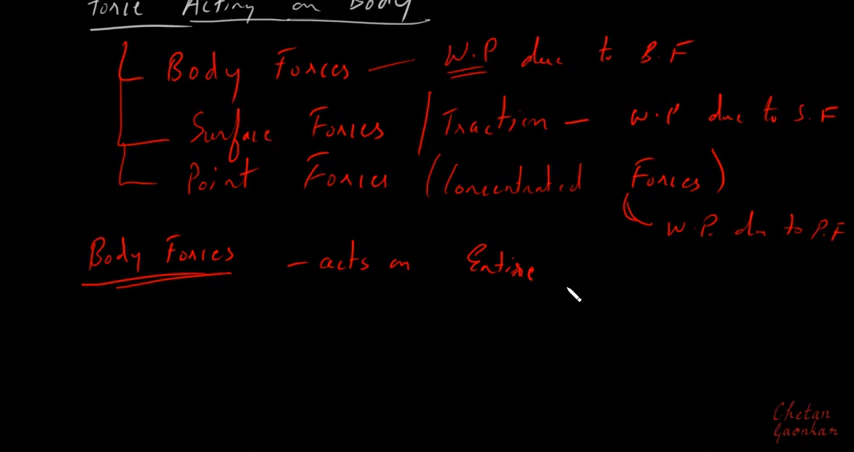 Force Acting on Body
Body Forces — W.P due to B.F
Surface Forces / Traction — W.P due to S.F
Point Forces (Concentrated Forces)
W.P. du to P.F
Body Forces — acts on Entire
Chetan
Gaonkar